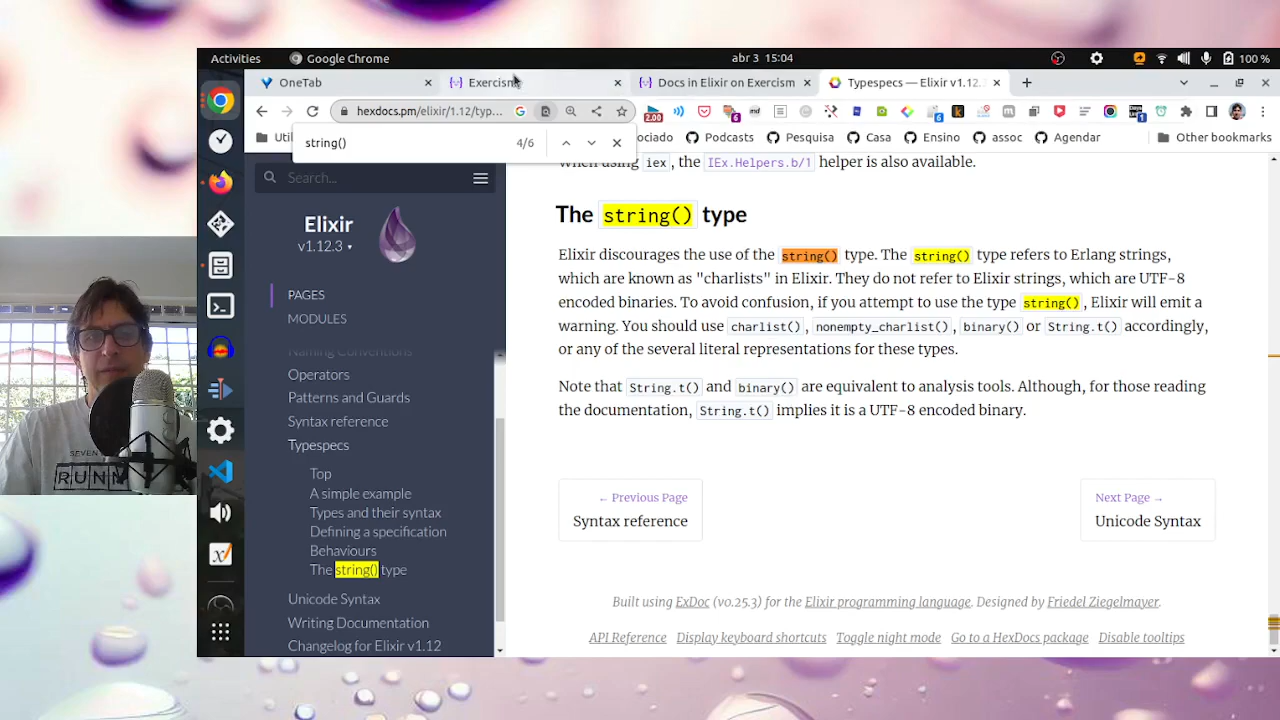 Activities
Google Chrome
abr 3 15:04
100 %
OneTab
Exercism
Docs in Elixir on Exercism
Typespecs — Elixir v1.12.
hexdocs.pm/elixir/1.12/typ...
ociado
Podcasts
Pesquisa
Casa
Ensino
assoc
Agendar
Other bookmarks
string()
4/6
When using iex, the IEx.Helpers.b/1 helper is also available.
Search...
Elixir
v1.12.3
PAGES
MODULES
Naming Conventions
Operators
Patterns and Guards
Syntax reference
Typespecs
Top
A simple example
Types and their syntax
Defining a specification
Behaviours
The string() type
Unicode Syntax
Writing Documentation
Changelog for Elixir v1.12
The string() type
Elixir discourages the use of the string() type. The string() type refers to Erlang strings,
which are known as "charlists" in Elixir. They do not refer to Elixir strings, which are UTF-8
encoded binaries. To avoid confusion, if you attempt to use the type string(), Elixir will emit a
warning. You should use charlist(), nonempty_charlist(), binary() or String.t() accordingly,
or any of the several literal representations for these types.
Note that String.t() and binary() are equivalent to analysis tools. Although, for those reading
the documentation, String.t() implies it is a UTF-8 encoded binary.
← Previous Page
Syntax reference
Next Page →
Unicode Syntax
Built using ExDoc (v0.25.3) for the Elixir programming language. Designed by Friedel Ziegelmayer.
API Reference Display keyboard shortcuts Toggle night mode Go to a HexDocs package Disable tooltips